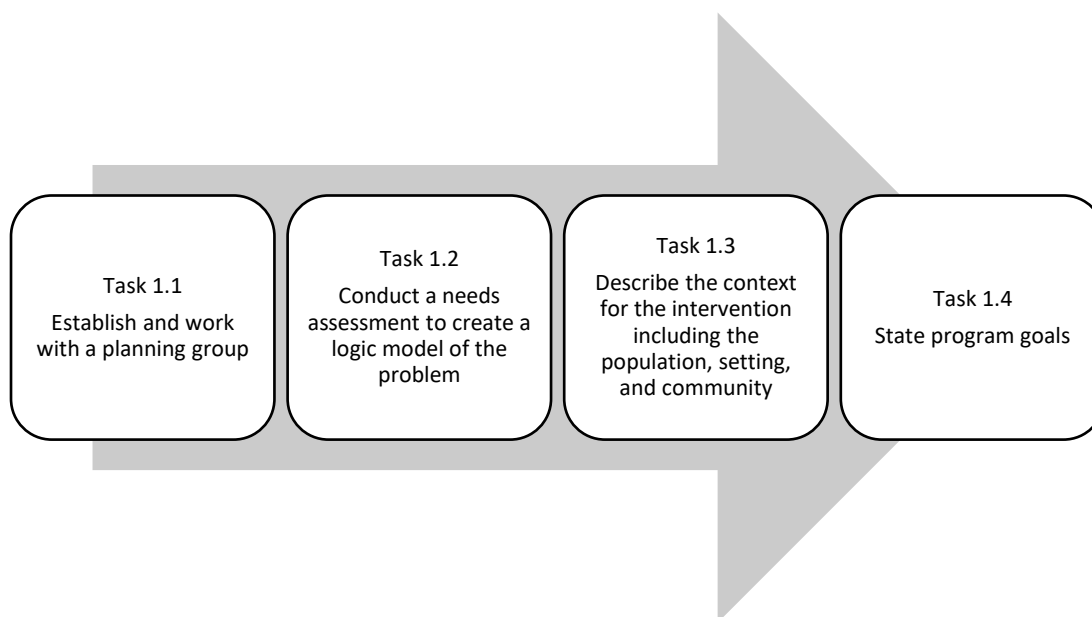 Task 1.1
Establish and work
with a planning group
Task 1.2
Conduct a needs
assessment to create a
logic model of the
problem
Task 1.3
Describe the context
for the intervention
including the
population, setting,
and community
Task 1.4
State program goals